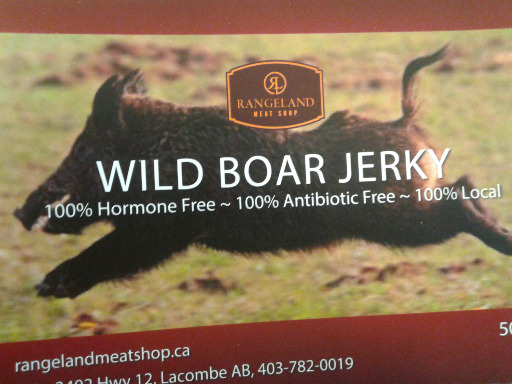 RL
RANGELAND
MEAT SHOP
WILD BOAR JERKY
100% Hormone Free ~ 100% Antibiotic Free ~ 100% Local
50
rangelandmeatshop.ca
Hwy 12, Lacombe AB, 403-782-0019